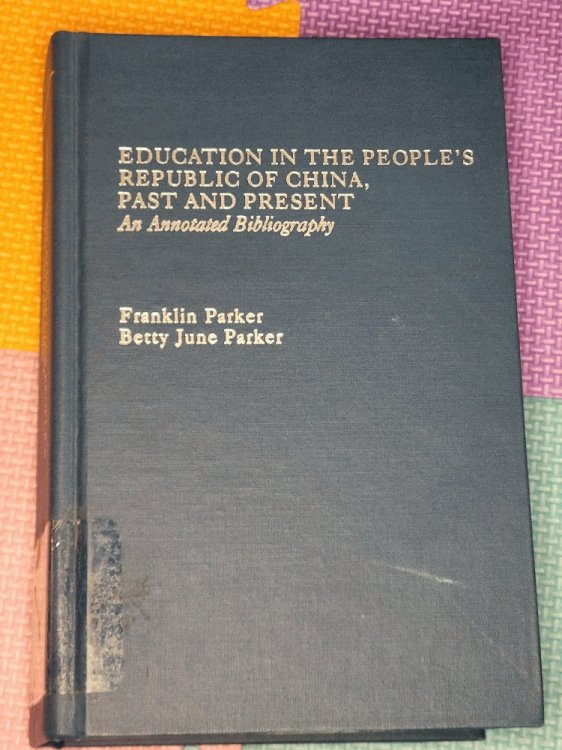 EDUCATION IN THE PEOPLE'S
REPUBLIC OF CHINA,
PAST AND PRESENT
An Annotated Bibliography
Franklin Parker
Betty June Parker